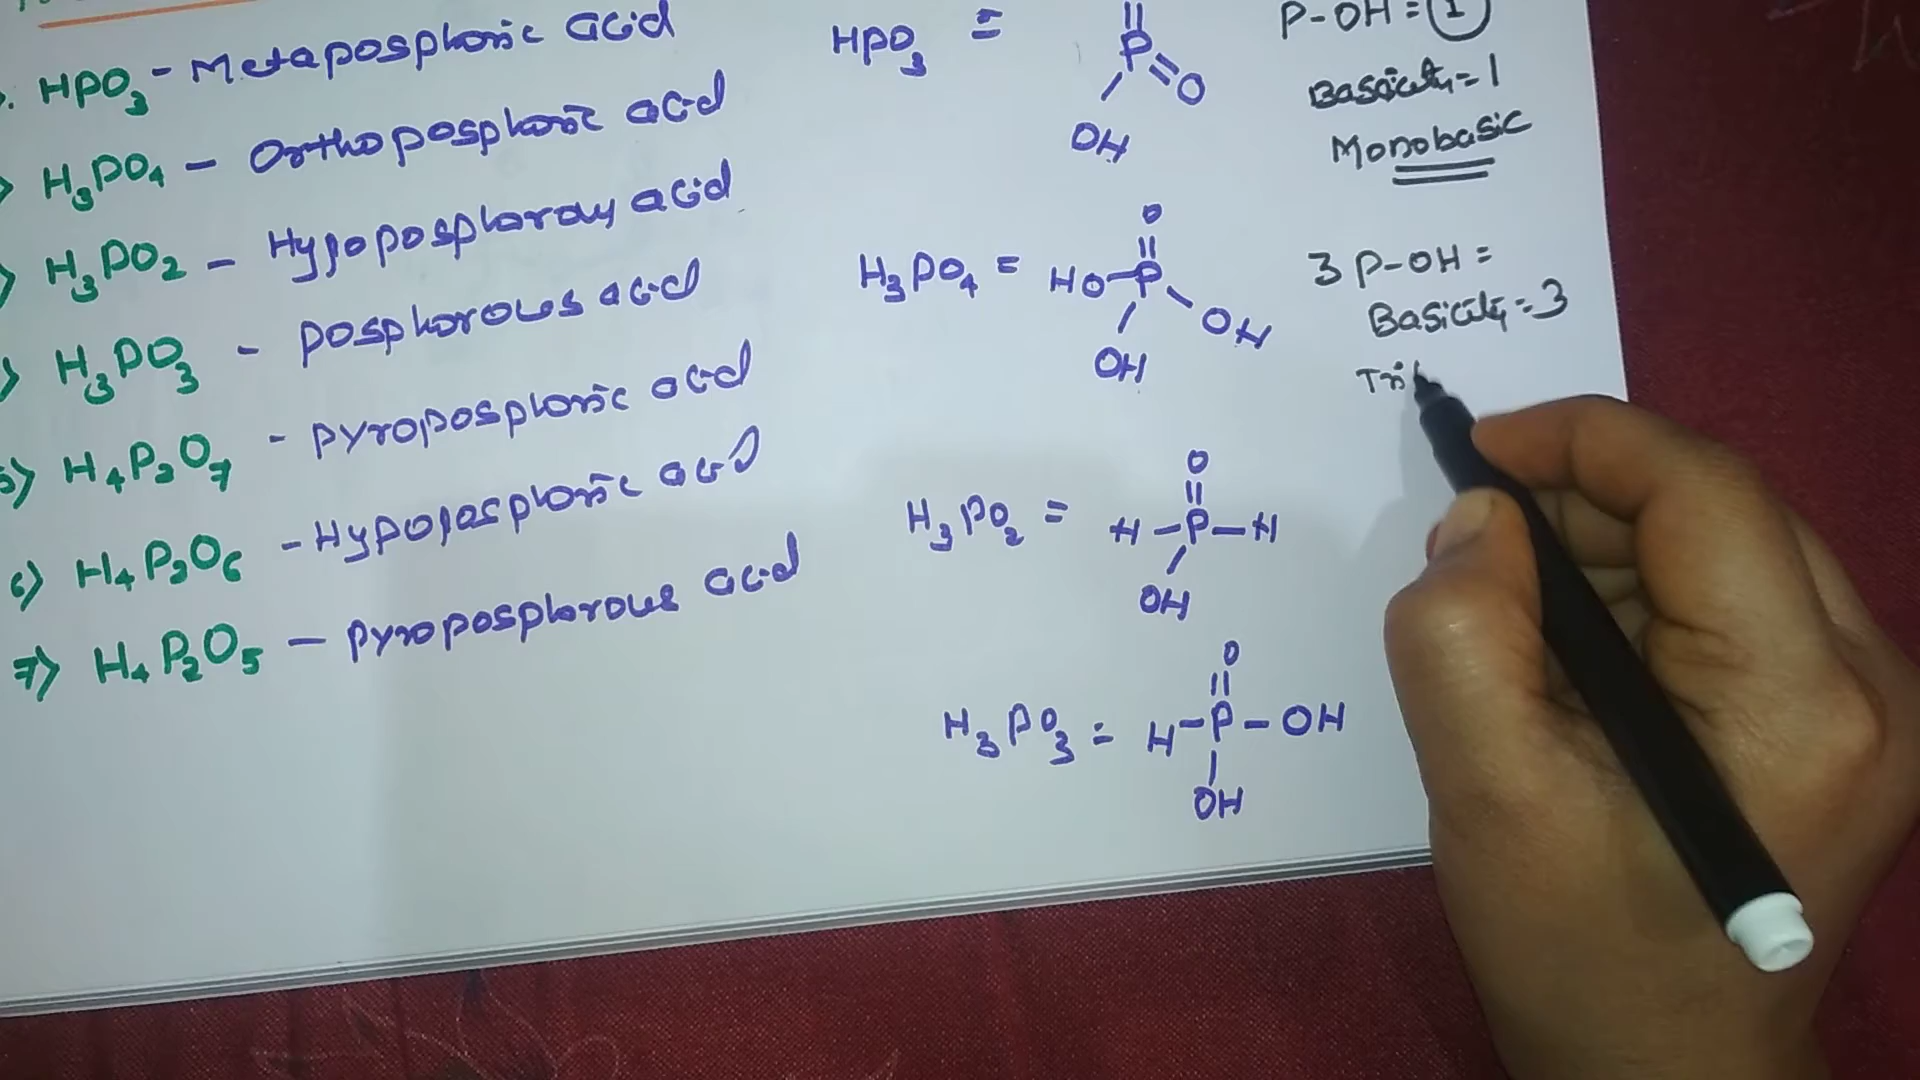 HPO3 - Metaposphoric acid
H3PO4 - Orthoposphoric acid
H3PO2 - Hypoposphorous acid
H3PO3 - posphorous acid
5) H4P2O7 - pyroposphoric acid
6) H4P2O6 - Hypoposphoric acid
7) H4P2O5 - pyroposphorous acid
HPO3 =
P=O
OH
P-OH = 1
Basicity = 1
Monobasic
H3PO4 =
O
HO-P-OH
OH
3 P-OH =
Basicity = 3
Tri
H3PO2 =
O
H-P-H
OH
H3PO3 =
O
H-P-OH
OH